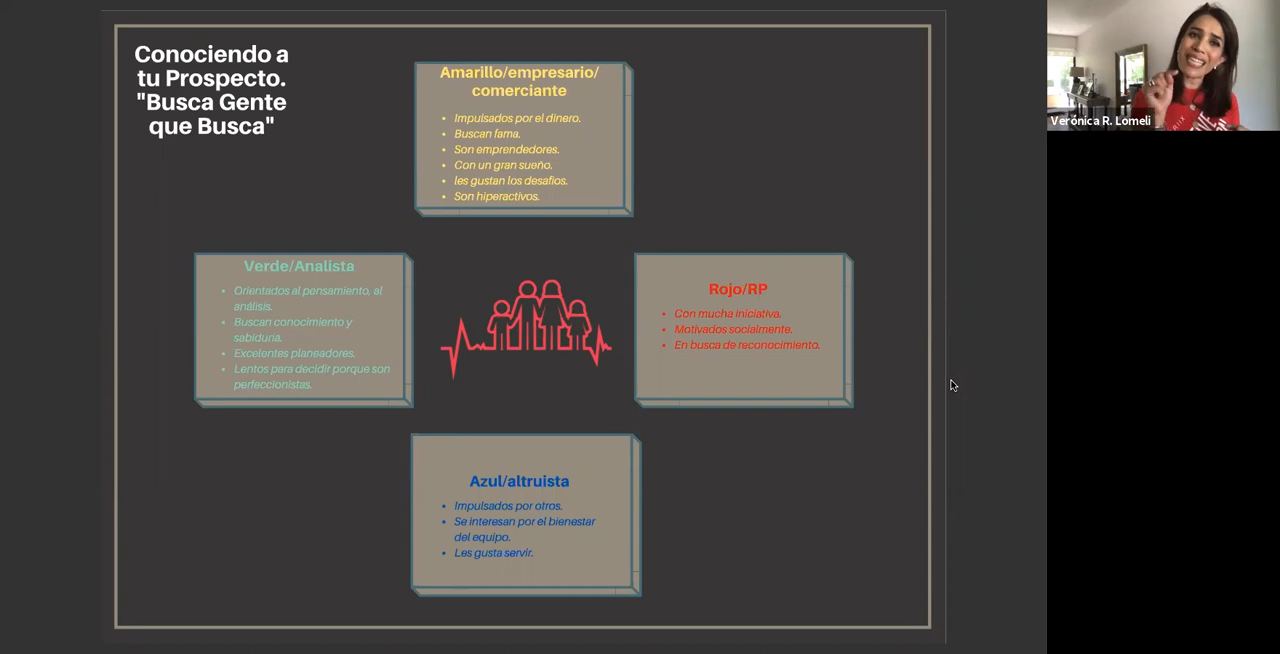 Conociendo a
tu Prospecto.
"Busca Gente
que Busca"
Amarillo/empresario/
comerciante
• Impulsados por el dinero.
• Buscan fama.
• Son emprendedores.
• Con un gran sueño.
• les gustan los desafios.
• Son hiperactivos.
Verde/Analista
• Orientados al pensamiento, al
análisis.
• Buscan conocimiento y
sabiduria.
• Excelentes planeadores.
• Lentos para decidir porque son
perfeccionistas.
Rojo/RP
• Con mucha iniciativa.
• Motivados socialmente.
• En busca de reconocimiento.
Azul/altruista
• Impulsados por otros.
• Se interesan por el bienestar
del equipo.
• Les gusta servir.
Verónica R. Lomelí